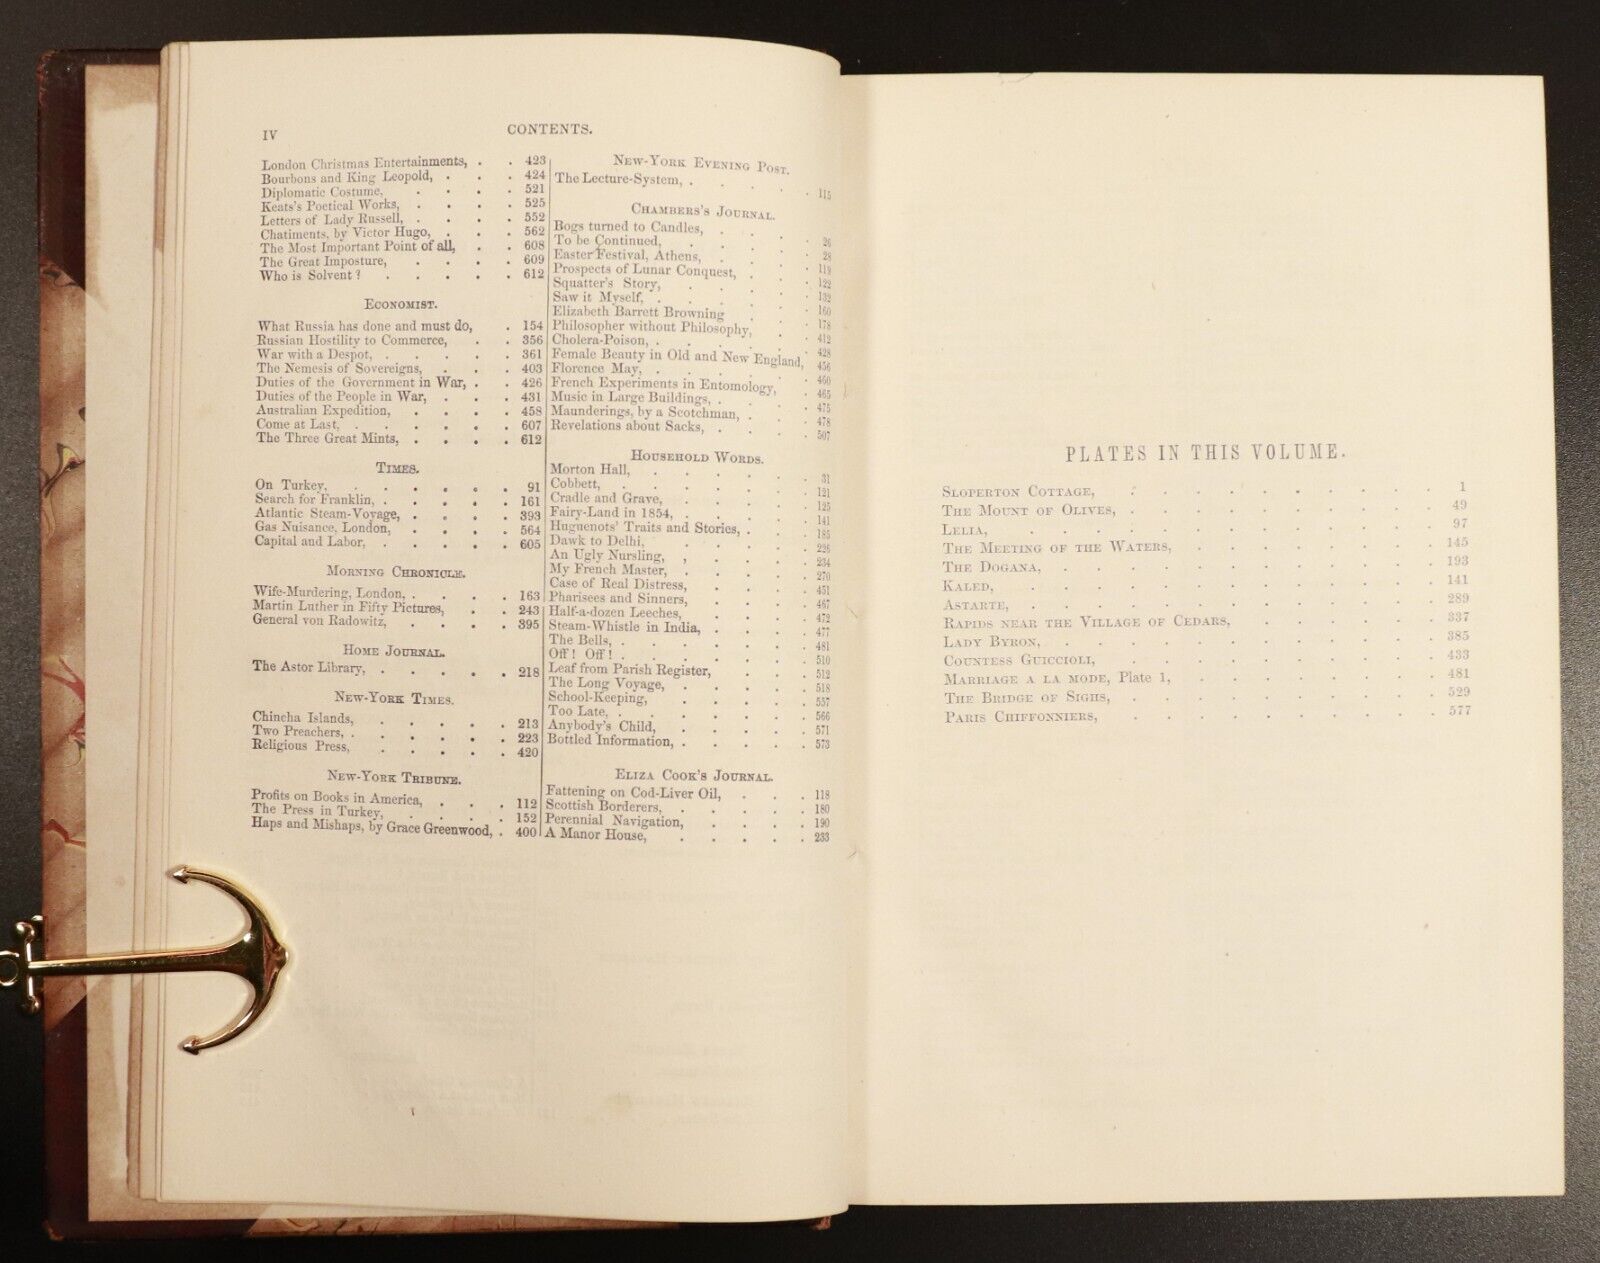 IV
CONTENTS.
London Christmas Entertainments, . . 423
Bourbons and King Leopold, . . . 424
Diplomatic Costume, . . . . 521
Keats's Poetical Works, . . . . 525
Letters of Lady Russell, . . . . 552
Chatiments, by Victor Hugo, . . . 562
The Most Important Point of all, . . 608
The Great Imposture, . . . . 609
Who is Solvent? . . . . . 612
ECONOMIST.
What Russia has done and must do, . 154
Russian Hostility to Commerce, . . 356
War with a Despot, . . . . . 361
The Nemesis of Sovereigns, . . . 403
Duties of the Government in War, . . 426
Duties of the People in War, . . . 431
Australian Expedition, . . . . 458
Come at Last, . . . . . . 607
The Three Great Mints, . . . . 612
TIMES.
On Turkey, . . . . . . 91
Search for Franklin, . . . . . 161
Atlantic Steam-Voyage, . . . . 393
Gas Nuisance, London, . . . . 564
Capital and Labor, . . . . . 605
MORNING CHRONICLE.
Wife-Murdering, London, . . . . 163
Martin Luther in Fifty Pictures, . . 243
General von Radowitz, . . . . 395
HOME JOURNAL.
The Astor Library, . . . . . 218
NEW-YORK TIMES.
Chincha Islands, . . . . . 213
Two Preachers, . . . . . . 223
Religious Press, . . . . . 420
NEW-YORK TRIBUNE.
Profits on Books in America, . . . 112
The Press in Turkey, . . . . 152
Haps and Mishaps, by Grace Greenwood, . 400
NEW-YORK EVENING POST.
The Lecture-System, . . . . . 115
CHAMBERS'S JOURNAL.
Bogs turned to Candles, . . . . 26
To be Continued, . . . . . 28
Easter Festival, Athens, . . . . 119
Prospects of Lunar Conquest, . . . 122
Squatter's Story, . . . . . 132
Saw it Myself, . . . . . . 160
Elizabeth Barrett Browning . . . 178
Philosopher without Philosophy, . . 412
Cholera-Poison, . . . . . . 428
Female Beauty in Old and New England, 456
Florence May, . . . . . . 460
French Experiments in Entomology, . 465
Music in Large Buildings, . . . . 475
Maunderings, by a Scotchman, . . . 478
Revelations about Sacks, . . . . 507
HOUSEHOLD WORDS.
Morton Hall, . . . . . . 31
Cobbett, . . . . . . . 121
Cradle and Grave, . . . . . 125
Fairy-Land in 1854, . . . . . 141
Huguenots' Traits and Stories, . . . 185
Dawk to Delhi, . . . . . 226
An Ugly Nursling, , . . . . 234
My French Master, . . . . . 270
Case of Real Distress, . . . . 451
Pharisees and Sinners, . . . . 467
Half-a-dozen Leeches, . . . . 472
Steam-Whistle in India, . . . . 477
The Bells, . . . . . . . 481
Off! Off! . . . . . . . 510
Leaf from Parish Register, . . . 512
The Long Voyage, . . . . . 518
School-Keeping, . . . . . 557
Too Late, . . . . . . . 566
Anybody's Child, . . . . . 571
Bottled Information, . . . . . 573
ELIZA COOK'S JOURNAL.
Fattening on Cod-Liver Oil, . . . 118
Scottish Borderers, . . . . . 180
Perennial Navigation, . . . . 190
A Manor House, . . . . . 233
PLATES IN THIS VOLUME.
SLOPERTON COTTAGE, . . . . . . . . . . 1
THE MOUNT OF OLIVES, . . . . . . . . . 49
LELIA, . . . . . . . . . . . . 97
THE MEETING OF THE WATERS, . . . . . . . . 145
THE DOGANA, . . . . . . . . . . . 193
KALED, . . . . . . . . . . . . 141
ASTARTE, . . . . . . . . . . . . 289
RAPIDS NEAR THE VILLAGE OF CEDARS, . . . . . . 337
LADY BYRON, . . . . . . . . . . . 385
COUNTESS GUICCIOLI, . . . . . . . . . . 433
MARRIAGE A LA MODE, Plate 1, . . . . . . . . 481
THE BRIDGE OF SIGHS, . . . . . . . . . . 529
PARIS CHIFFONNIERS, . . . . . . . . . . 577